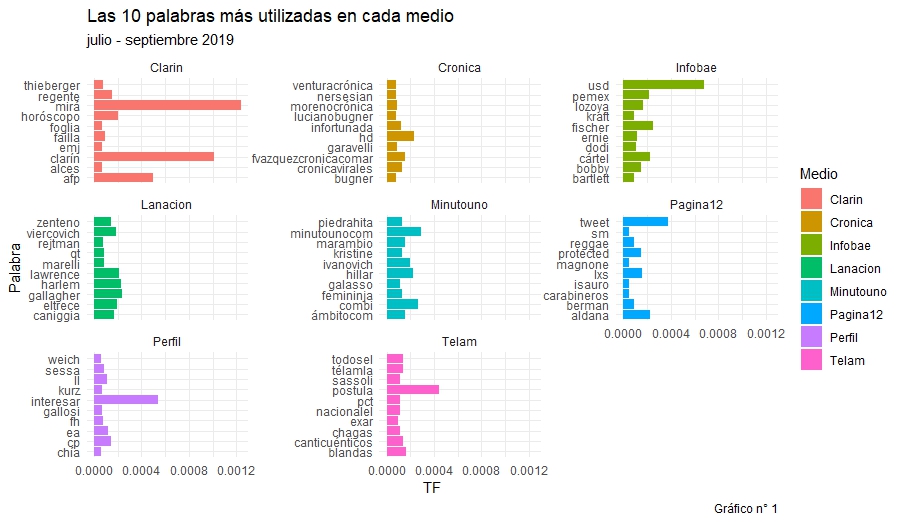 Las 10 palabras más utilizadas en cada medio
julio - septiembre 2019
Clarin
thieberger
regente
mirá
horóscopo
foglia
failla
emj
clarín
alces
afp
Cronica
venturacrónica
nersesian
morenocrónica
lucianobugner
infortunada
hd
garavelli
fvazquezcronicacomar
cronicavirales
bugner
Infobae
usd
pemex
lozoya
kraft
fischer
ernie
dodi
cártel
bobby
bartlett
Lanacion
zenteno
viercovich
rejtman
qt
marelli
lawrence
harlem
gallagher
eltrece
caniggia
Minutouno
piedrahita
minutounocom
marambio
kristine
ivanovich
hillar
galasso
femininja
combi
ámbitocom
Pagina12
tweet
sm
reggae
protected
magnone
lxs
isauro
carabineros
berman
aldana
0.0000 0.0004 0.0008 0.0012
Perfil
weich
sessa
ll
kurz
interesar
gallosi
fh
ea
cp
chia
0.0000 0.0004 0.0008 0.0012
Telam
todosel
télamla
sassoli
postula
pct
nacionalel
exar
chagas
canticuénticos
blandas
0.0000 0.0004 0.0008 0.0012
Palabra
TF
Medio
Clarin
Cronica
Infobae
Lanacion
Minutouno
Pagina12
Perfil
Telam
Gráfico n° 1